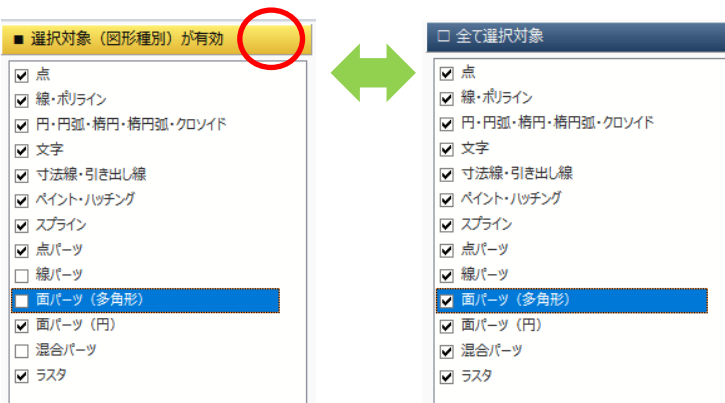 ■ 選択対象（図形種別）が有効
点
線・ポリライン
円・円弧・楕円・楕円弧・クロソイド
文字
寸法線・引き出し線
ペイント・ハッチング
スプライン
点パーツ
線パーツ
面パーツ（多角形）
面パーツ（円）
混合パーツ
ラスタ
□ 全て選択対象
点
線・ポリライン
円・円弧・楕円・楕円弧・クロソイド
文字
寸法線・引き出し線
ペイント・ハッチング
スプライン
点パーツ
線パーツ
面パーツ（多角形）
面パーツ（円）
混合パーツ
ラスタ